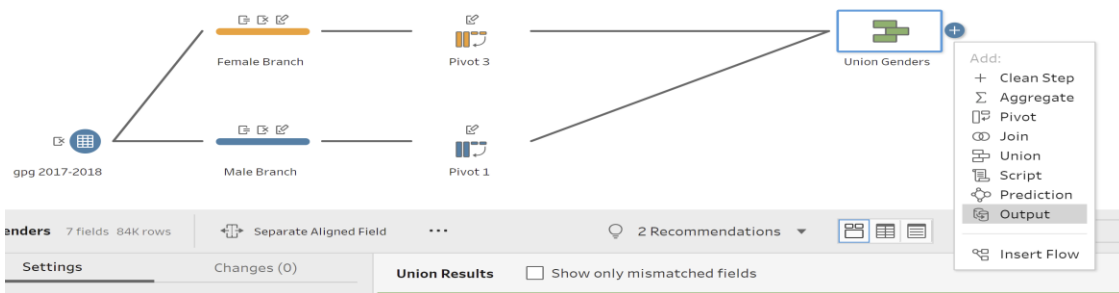 Female Branch
Pivot 3
Union Genders
gpg 2017-2018
Male Branch
Pivot 1
Add:
Clean Step
Aggregate
Pivot
Join
Union
Script
Prediction
Output
Insert Flow
enders 7 fields 84K rows
Separate Aligned Field
2 Recommendations
Settings
Changes (0)
Union Results
Show only mismatched fields